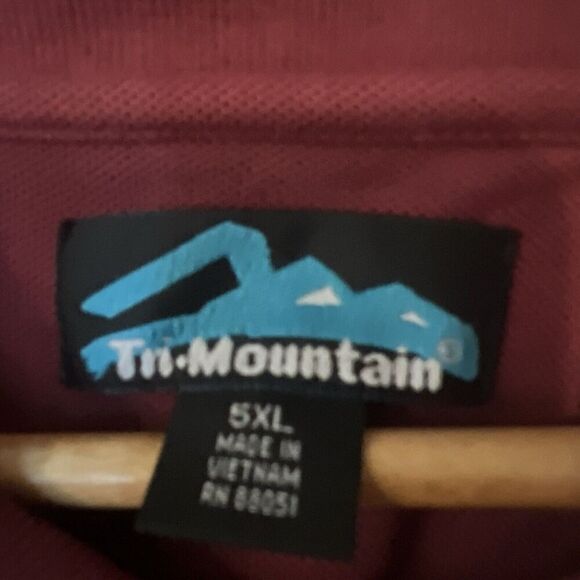 Tri-Mountain®
5XL
MADE IN
VIETNAM
RN 88051